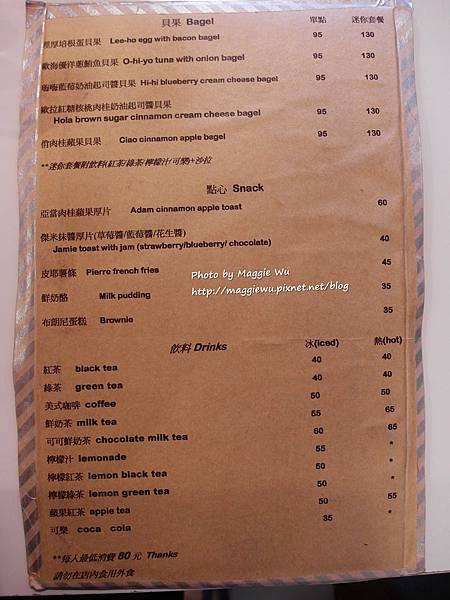 貝果 Bagel 單點 迷你套餐
里厚培根蛋貝果 Lee-ho egg with bacon bagel 95 130
歐海優洋蔥鮪魚貝果 O-hi-yo tuna with onion bagel 95 130
嗨嗨藍莓奶油起司醬貝果 Hi-hi blueberry cream cheese bagel 95 130
歐拉紅糖核桃肉桂奶油起司醬貝果
Hola brown sugar cinnamon cream cheese bagel 95 130
俏肉桂蘋果貝果 Ciao cinnamon apple bagel 95 130
**迷你套餐附飲料(紅茶/綠茶/檸檬汁/可樂)+沙拉
點心 Snack
亞當肉桂蘋果厚片 Adam cinnamon apple toast 60
傑米抹醬厚片(草莓醬/藍莓醬/花生醬)
Jamie toast with jam (strawberry/blueberry/ chocolate) 40
皮耶薯條 Pierre french fries 45
鮮奶酪 Milk pudding 35
布朗尼蛋糕 Brownie 35
Photo by Maggie Wu
http://maggiewu.pixnet.net/blog
飲料 Drinks 冰(iced) 熱(hot)
紅茶 black tea 40 40
綠茶 green tea 40 40
美式咖啡 coffee 50 50
鮮奶茶 milk tea 55 65
可可鮮奶茶 chocolate milk tea 60 65
檸檬汁 lemonade 55 *
檸檬紅茶 lemon black tea 50 *
檸檬綠茶 lemon green tea 50 *
蘋果紅茶 apple tea 50 55
可樂 coca cola 35 *
**每人最低消費 80 元 Thanks
請勿在店內食用外食